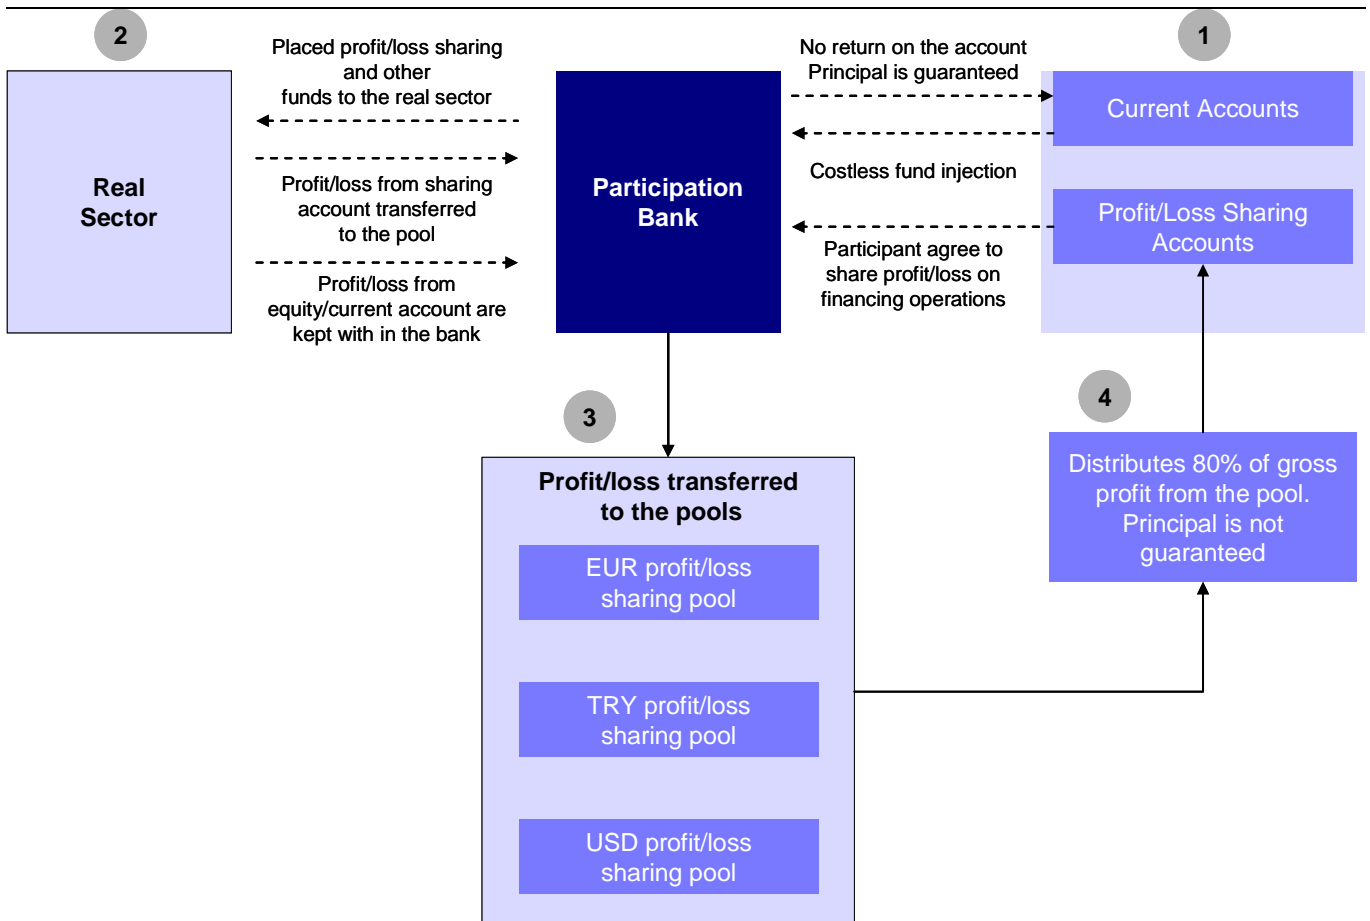 2
1
Placed profit/loss sharing
and other
funds to the real sector
No return on the account
Principal is guaranteed
Current Accounts
Real
Sector
Profit/loss from sharing
account transferred
to the pool
Participation
Bank
Costless fund injection
Profit/Loss Sharing
Accounts
Profit/loss from
equity/current account are
kept with in the bank
Participant agree to
share profit/loss on
financing operations
3
4
Profit/loss transferred
to the pools
EUR profit/loss
sharing pool
TRY profit/loss
sharing pool
USD profit/loss
sharing pool
Distributes 80% of gross
profit from the pool.
Principal is not
guaranteed